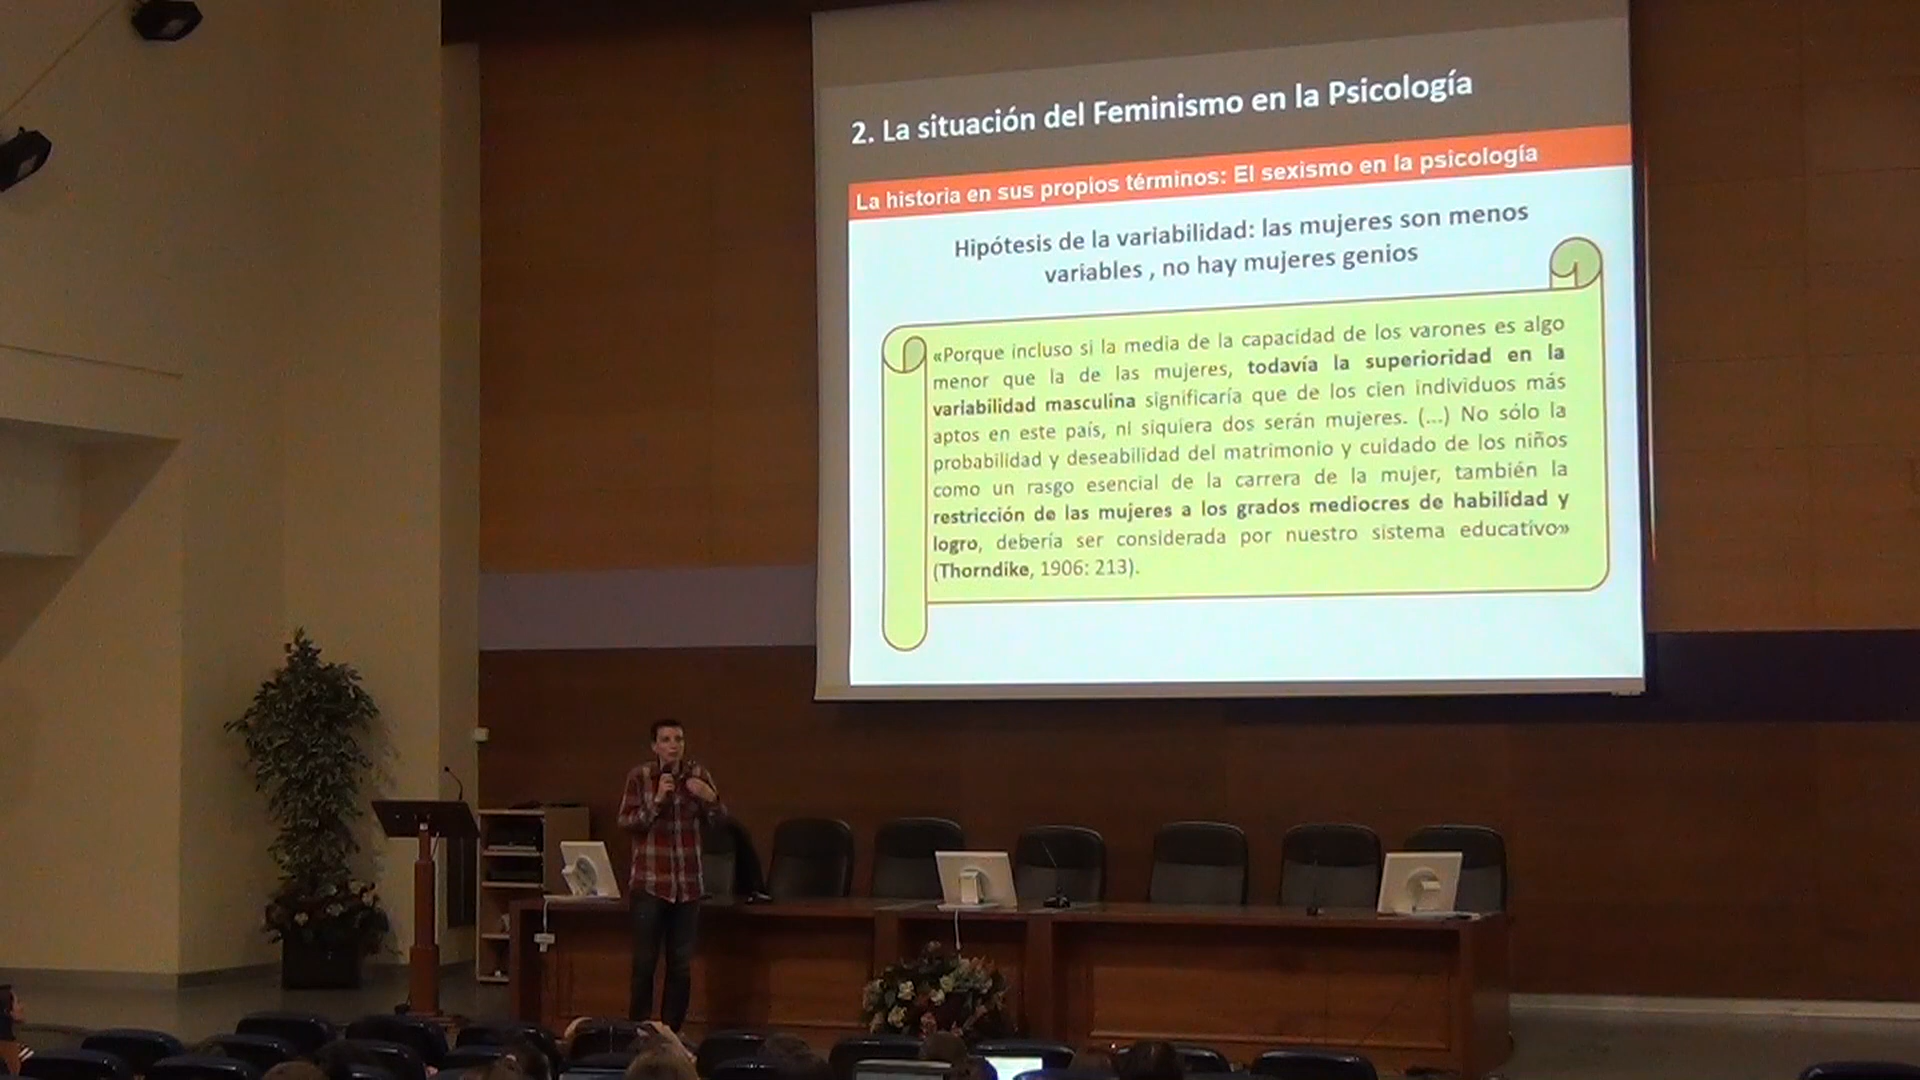 2. La situación del Feminismo en la Psicología
La historia en sus propios términos: El sexismo en la psicología
Hipótesis de la variabilidad: las mujeres son menos
variables , no hay mujeres genios
«Porque incluso si la media de la capacidad de los varones es algo
menor que la de las mujeres, todavía la superioridad en la
variabilidad masculina significaría que de los cien individuos más
aptos en este país, ni siquiera dos serán mujeres. (...) No sólo la
probabilidad y deseabilidad del matrimonio y cuidado de los niños
como un rasgo esencial de la carrera de la mujer, también la
restricción de las mujeres a los grados mediocres de habilidad y
logro, debería ser considerada por nuestro sistema educativo»
(Thorndike, 1906: 213).